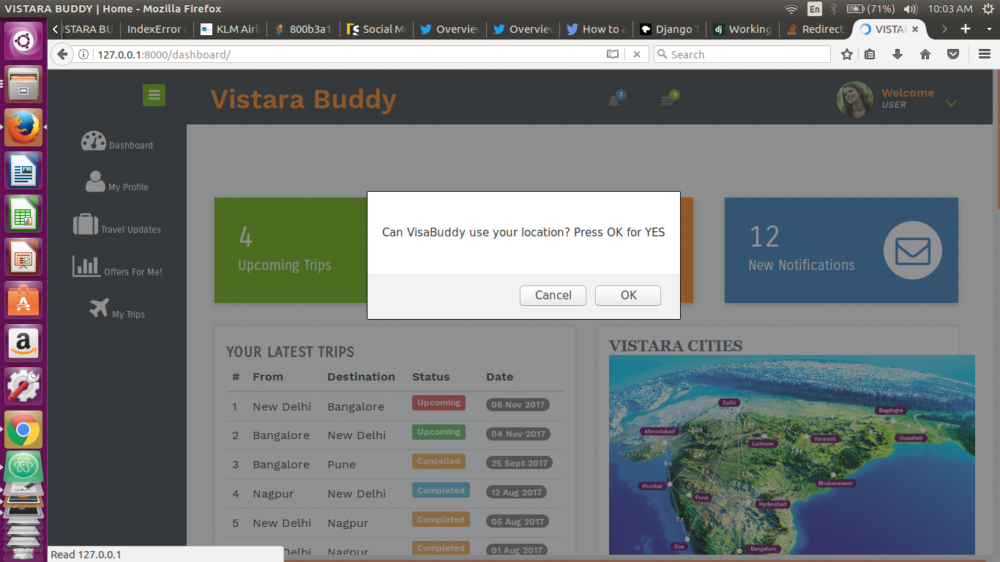 VISTARA BUDDY | Home - Mozilla Firefox
En
(71%)
10:03 AM
ISTARA BU
IndexError
KLM Airl
800b3a1
Social M
Overview
Overview
How to a
Django T
Working
Redirect
VISTA
127.0.0.1:8000/dashboard/
Search
Vistara Buddy
3
9
Welcome
USER
Dashboard
My Profile
Travel Updates
Offers For Me!
My Trips
4
Upcoming Trips
12
New Notifications
Can VisaBuddy use your location? Press OK for YES
Cancel
OK
YOUR LATEST TRIPS
# From Destination Status Date
1 New Delhi Bangalore Upcoming 06 Nov 2017
2 Bangalore New Delhi Upcoming 04 Nov 2017
3 Bangalore Pune Cancelled 25 Sept 2017
4 Nagpur New Delhi Completed 12 Aug 2017
5 New Delhi Nagpur Completed 05 Aug 2017
Delhi Nagpur Completed 01 Aug 2017
VISTARA CITIES
Delhi
Bagdogra
Ahmedabad
Lucknow
Varanasi
Guwahati
14x
6x
7x
Mumbai
Bhubaneswar
Pune
Hyderabad
7x
Goa
Bengaluru
Read 127.0.0.1